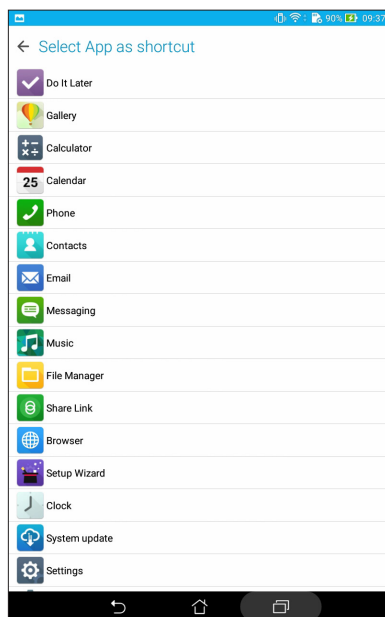 90% 09:37
Select App as shortcut
Do It Later
Gallery
Calculator
25 Calendar
Phone
Contacts
Email
Messaging
Music
File Manager
Share Link
Browser
Setup Wizard
Clock
System update
Settings